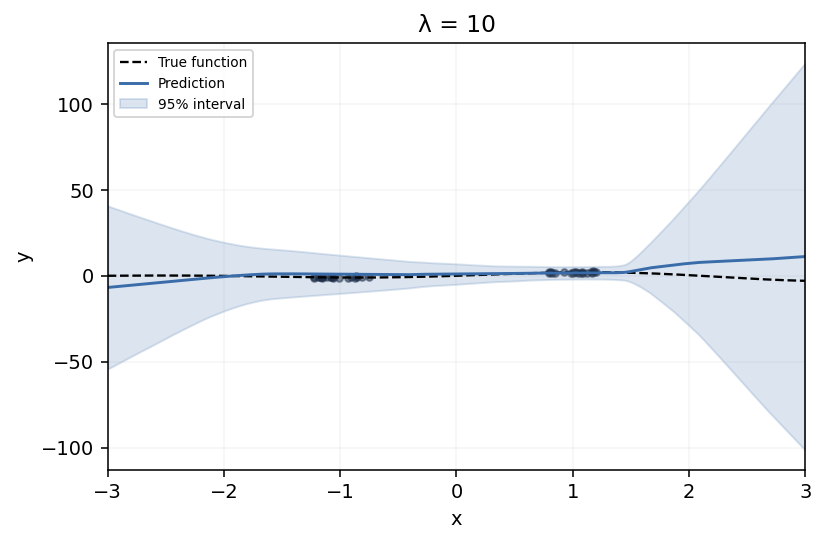 λ = 10
True function
Prediction
95% interval
100
50
0
−50
−100
y
−3
−2
−1
0
1
2
3
x